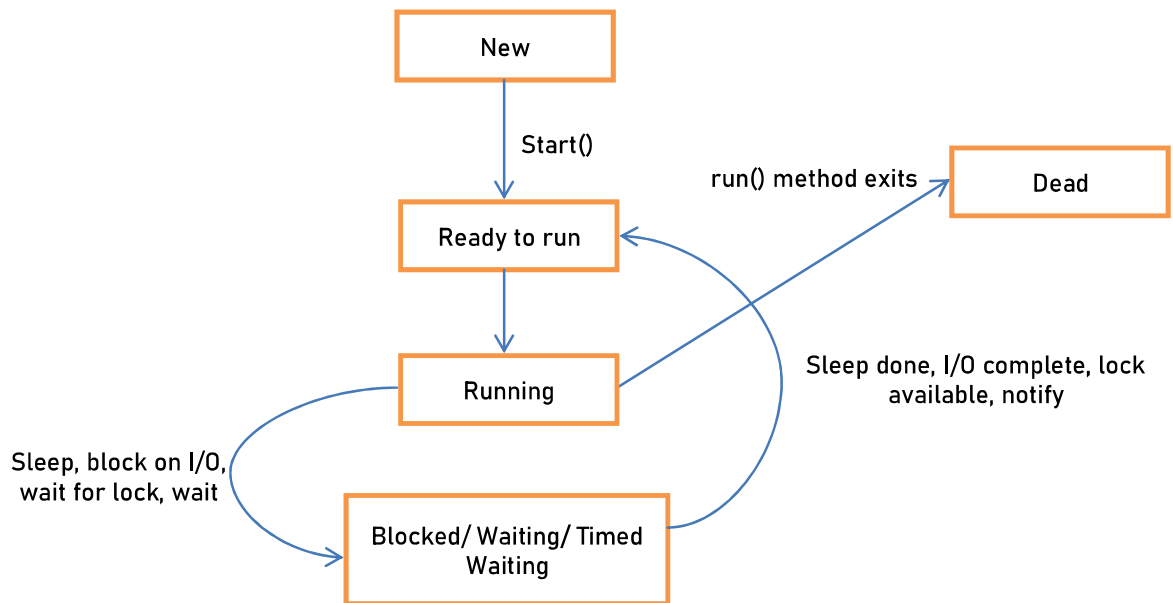 New
Start()
run() method exits
Dead
Ready to run
Sleep done, I/O complete, lock
available, notify
Running
Sleep, block on I/O,
wait for lock, wait
Blocked/ Waiting/ Timed
Waiting